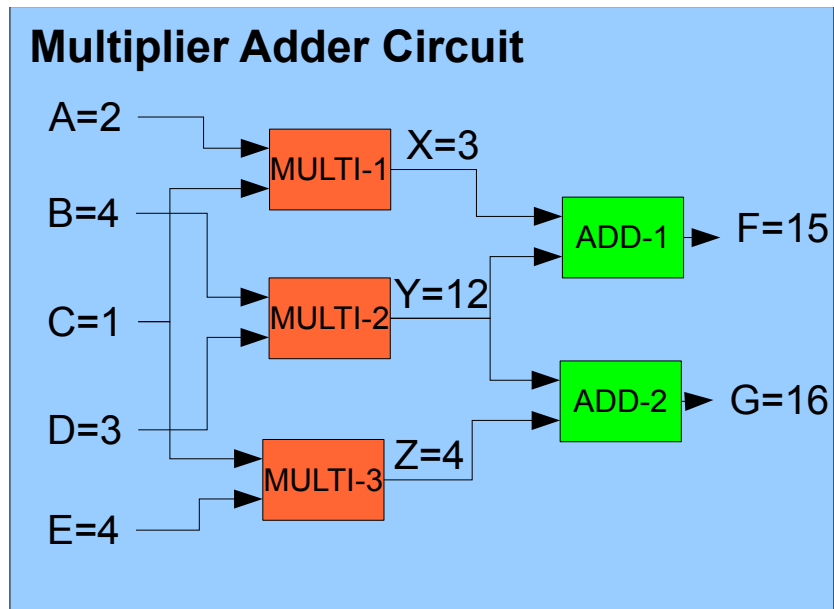 Multiplier Adder Circuit
A=2
MULTI-1
X=3
B=4
ADD-1
F=15
C=1
MULTI-2
Y=12
D=3
ADD-2
G=16
MULTI-3
Z=4
E=4